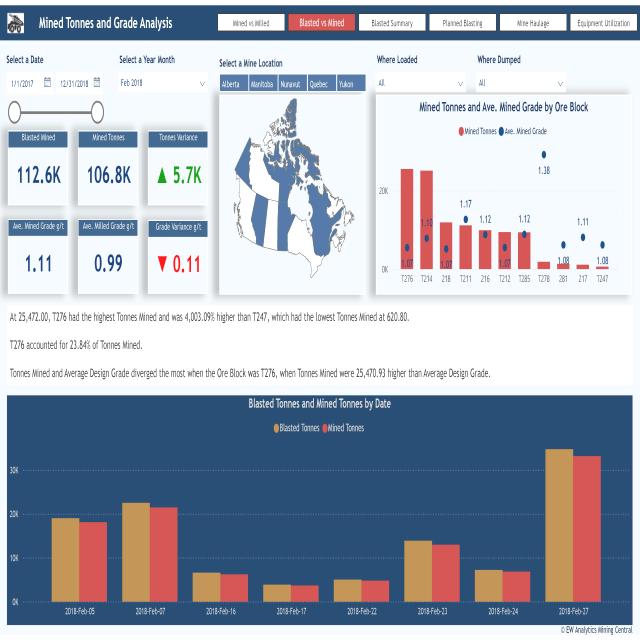 Mined Tonnes and Grade Analysis
Mined vs Milled
Blasted vs Mined
Blasted Summary
Planned Blasting
Mine Haulage
Equipment Utilization
Select a Date
1/1/2017
12/31/2018
Select a Year Month
Feb 2018
Select a Mine Location
Alberta
Manitoba
Nunavut
Quebec
Yukon
Where Loaded
All
Where Dumped
All
Blasted Mined
112.6K
Mined Tonnes
106.8K
Tonnes Variance
▲ 5.7K
Ave. Mined Grade g/t
1.11
Ave. Milled Grade g/t
0.99
Grade Variance g/t
▼ 0.11
Mined Tonnes and Ave. Mined Grade by Ore Block
Mined Tonnes Ave. Mined Grade
20K
0K
1.07
1.10
1.07
1.17
1.12
1.07
1.12
1.38
1.08
1.11
1.08
T276 T214 218 T211 216 T212 T285 T278 281 217 T247
At 25,472.00, T276 had the highest Tonnes Mined and was 4,003.09% higher than T247, which had the lowest Tonnes Mined at 620.80.
T276 accounted for 23.84% of Tonnes Mined.
Tonnes Mined and Average Design Grade diverged the most when the Ore Block was T276, when Tonnes Mined were 25,470.93 higher than Average Design Grade.
Blasted Tonnes and Mined Tonnes by Date
Blasted Tonnes Mined Tonnes
30K
20K
10K
0K
2018-Feb-05 2018-Feb-07 2018-Feb-16 2018-Feb-17 2018-Feb-22 2018-Feb-23 2018-Feb-24 2018-Feb-27
© EW Analytics Mining Central